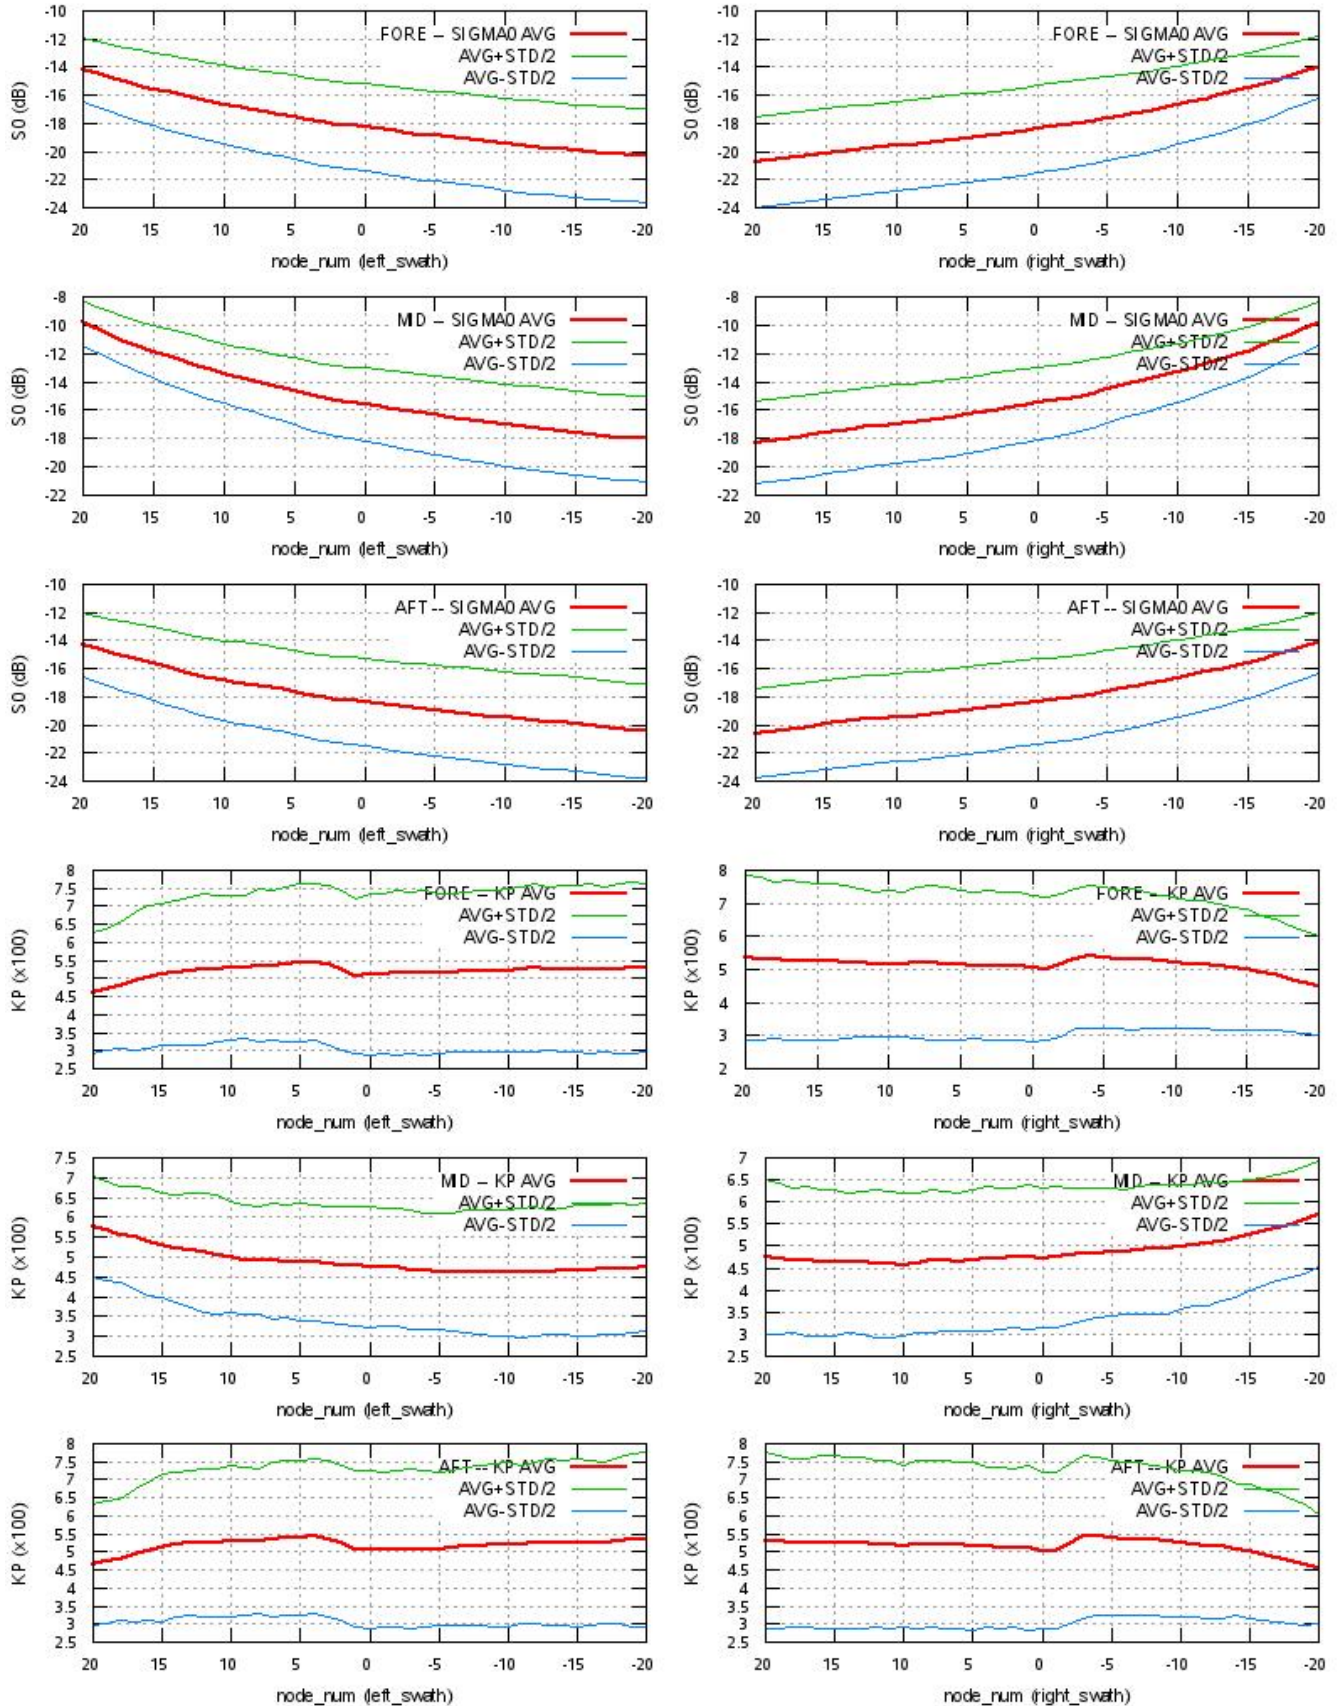 -10
-12
-14
-16
-18
-20
-22
-24
S0 (dB)
FORE -- SIGMA0 AVG
AVG+STD/2
AVG-STD/2
20 15 10 5 0 -5 -10 -15 -20
node_num (left_swath)
-10
-12
-14
-16
-18
-20
-22
-24
S0 (dB)
FORE -- SIGMA0 AVG
AVG+STD/2
AVG-STD/2
20 15 10 5 0 -5 -10 -15 -20
node_num (right_swath)
-8
-10
-12
-14
-16
-18
-20
-22
S0 (dB)
MID -- SIGMA0 AVG
AVG+STD/2
AVG-STD/2
20 15 10 5 0 -5 -10 -15 -20
node_num (left_swath)
-8
-10
-12
-14
-16
-18
-20
-22
S0 (dB)
MID -- SIGMA0 AVG
AVG+STD/2
AVG-STD/2
20 15 10 5 0 -5 -10 -15 -20
node_num (right_swath)
-10
-12
-14
-16
-18
-20
-22
-24
S0 (dB)
AFT -- SIGMA0 AVG
AVG+STD/2
AVG-STD/2
20 15 10 5 0 -5 -10 -15 -20
node_num (left_swath)
-10
-12
-14
-16
-18
-20
-22
-24
S0 (dB)
AFT -- SIGMA0 AVG
AVG+STD/2
AVG-STD/2
20 15 10 5 0 -5 -10 -15 -20
node_num (right_swath)
8
7.5
7
6.5
6
5.5
5
4.5
4
3.5
3
2.5
KP (x100)
FORE -- KP AVG
AVG+STD/2
AVG-STD/2
20 15 10 5 0 -5 -10 -15 -20
node_num (left_swath)
8
7
6
5
4
3
2
KP (x100)
FORE -- KP AVG
AVG+STD/2
AVG-STD/2
20 15 10 5 0 -5 -10 -15 -20
node_num (right_swath)
7.5
7
6.5
6
5.5
5
4.5
4
3.5
3
2.5
KP (x100)
MID -- KP AVG
AVG+STD/2
AVG-STD/2
20 15 10 5 0 -5 -10 -15 -20
node_num (left_swath)
7
6.5
6
5.5
5
4.5
4
3.5
3
2.5
KP (x100)
MID -- KP AVG
AVG+STD/2
AVG-STD/2
20 15 10 5 0 -5 -10 -15 -20
node_num (right_swath)
8
7.5
7
6.5
6
5.5
5
4.5
4
3.5
3
2.5
KP (x100)
AFT -- KP AVG
AVG+STD/2
AVG-STD/2
20 15 10 5 0 -5 -10 -15 -20
node_num (left_swath)
8
7.5
7
6.5
6
5.5
5
4.5
4
3.5
3
2.5
KP (x100)
AFT -- KP AVG
AVG+STD/2
AVG-STD/2
20 15 10 5 0 -5 -10 -15 -20
node_num (right_swath)